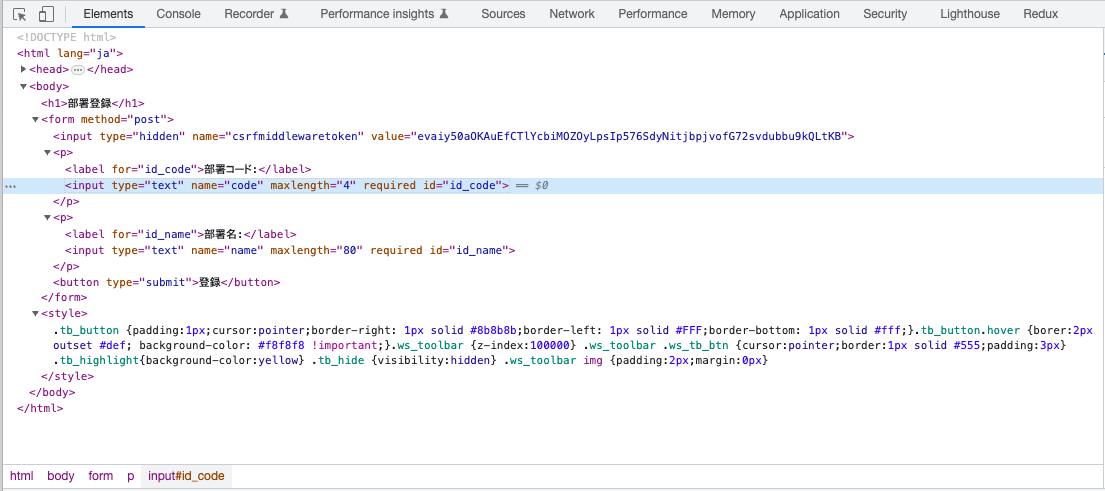 Elements Console Recorder Performance insights Sources Network Performance Memory Application Security Lighthouse Redux
<!DOCTYPE html>
<html lang="ja">
<head>…</head>
<body>
<h1>部署登録</h1>
<form method="post">
<input type="hidden" name="csrfmiddlewaretoken" value="evaiy50aOKAuEfCTlYcbiMOZOyLpsIp576SdyNitjbpjvofG72svdubbu9kQLtKB">
<p>
<label for="id_code">部署コード:</label>
<input type="text" name="code" maxlength="4" required id="id_code"> == $0
</p>
<p>
<label for="id_name">部署名:</label>
<input type="text" name="name" maxlength="80" required id="id_name">
</p>
<button type="submit">登録</button>
</form>
<style>
.tb_button {padding:1px;cursor:pointer;border-right: 1px solid #8b8b8b;border-left: 1px solid #FFF;border-bottom: 1px solid #fff;}.tb_button.hover {borer:2px
outset #def; background-color: #f8f8f8 !important;}.ws_toolbar {z-index:100000} .ws_toolbar .ws_tb_btn {cursor:pointer;border:1px solid #555;padding:3px}
.tb_highlight{background-color:yellow} .tb_hide {visibility:hidden} .ws_toolbar img {padding:2px;margin:0px}
</style>
</body>
</html>
html body form p input#id_code